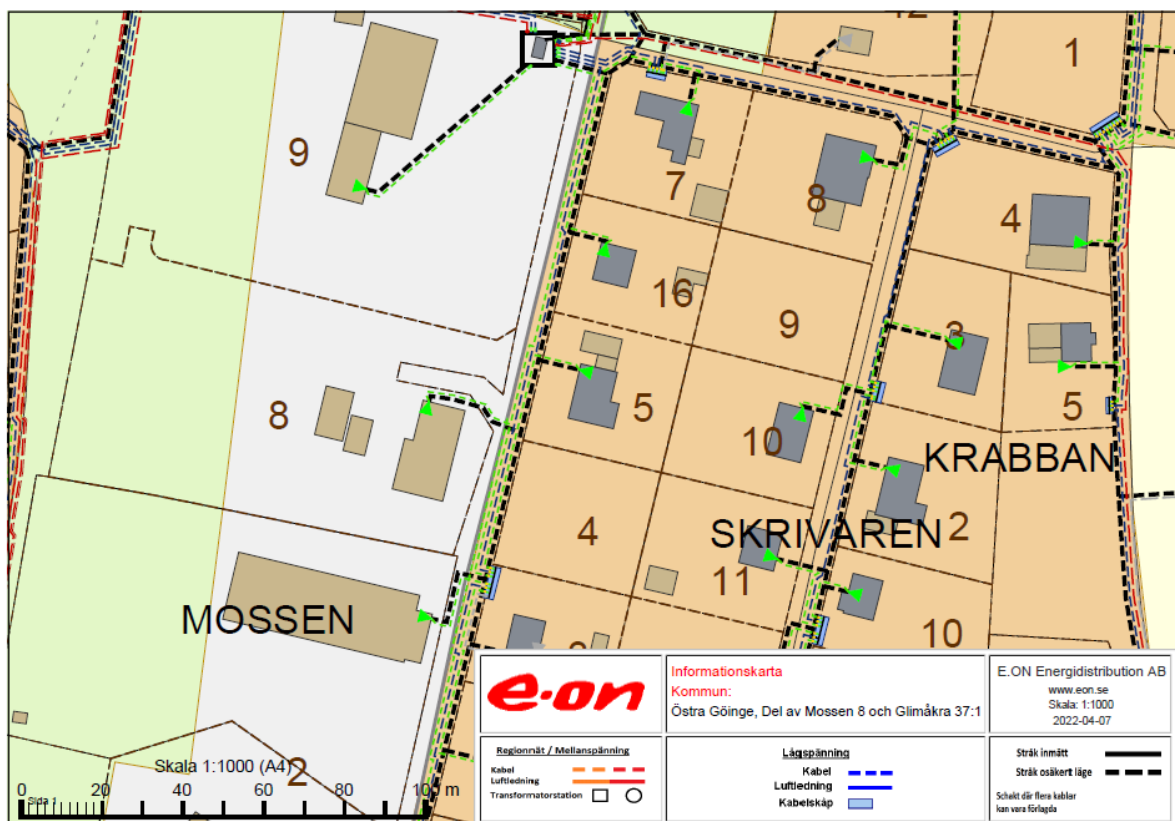 12
1
9
7
8
4
16
9
3
8
5
5
10
KRABBAN
4
SKRIVAREN
2
11
MOSSEN
10
2
Skala 1:1000 (A4)
0 20 40 60 80 100 m
Sida 1
e·on
Informationskarta
Kommun:
Östra Göinge, Del av Mossen 8 och Glimåkra 37:1
E.ON Energidistribution AB
www.eon.se
Skala: 1:1000
2022-04-07
Regionnät / Mellanspänning
Kabel
Luftledning
Transformatorstation
Lågspänning
Kabel
Luftledning
Kabelskåp
Stråk inmätt
Stråk osäkert läge
Schakt där flera kablar
kan vara förlagda